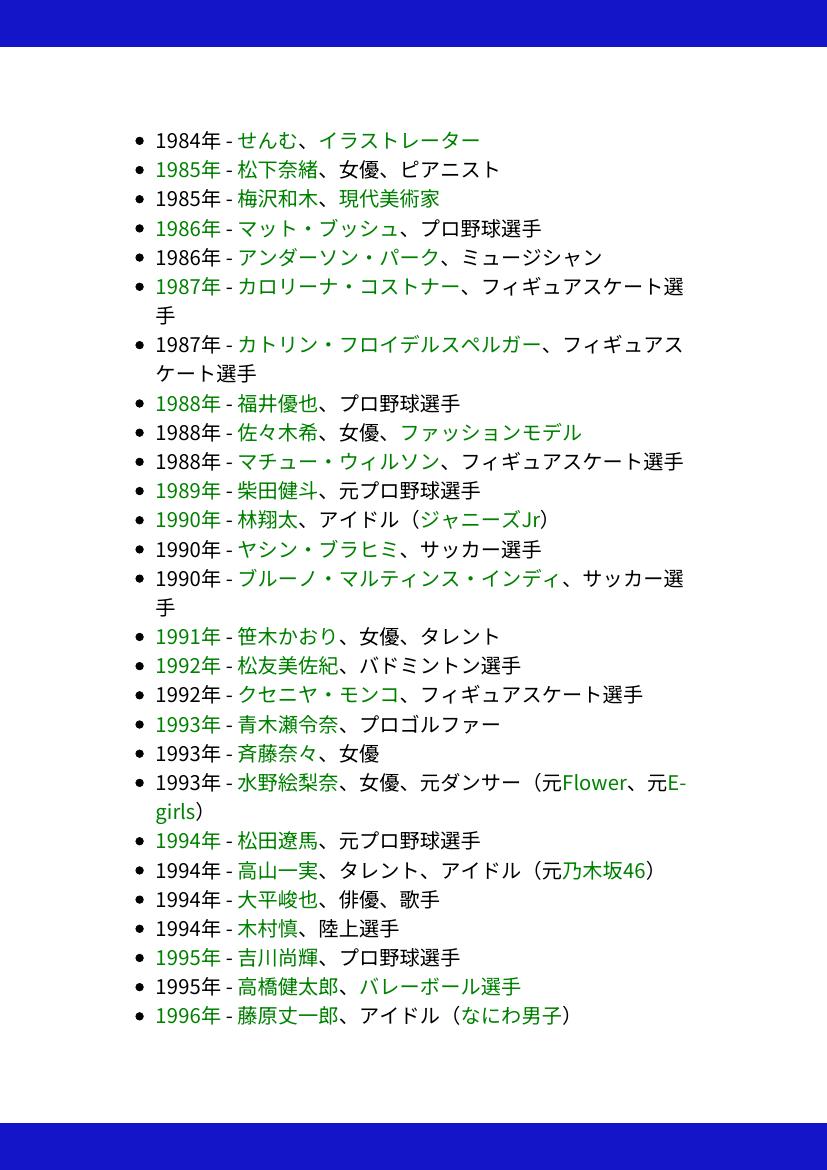 • 1984年 - せんむ、イラストレーター
• 1985年 - 松下奈緒、女優、ピアニスト
• 1985年 - 梅沢和木、現代美術家
• 1986年 - マット・ブッシュ、プロ野球選手
• 1986年 - アンダーソン・パーク、ミュージシャン
• 1987年 - カロリーナ・コストナー、フィギュアスケート選
手
• 1987年 - カトリン・フロイデルスペルガー、フィギュアス
ケート選手
• 1988年 - 福井優也、プロ野球選手
• 1988年 - 佐々木希、女優、ファッションモデル
• 1988年 - マチュー・ウィルソン、フィギュアスケート選手
• 1989年 - 柴田健斗、元プロ野球選手
• 1990年 - 林翔太、アイドル（ジャニーズJr）
• 1990年 - ヤシン・ブラヒミ、サッカー選手
• 1990年 - ブルーノ・マルティンス・インディ、サッカー選
手
• 1991年 - 笹木かおり、女優、タレント
• 1992年 - 松友美佐紀、バドミントン選手
• 1992年 - クセニヤ・モンコ、フィギュアスケート選手
• 1993年 - 青木瀬令奈、プロゴルファー
• 1993年 - 斉藤奈々、女優
• 1993年 - 水野絵梨奈、女優、元ダンサー（元Flower、元E-
girls）
• 1994年 - 松田遼馬、元プロ野球選手
• 1994年 - 高山一実、タレント、アイドル（元乃木坂46）
• 1994年 - 大平峻也、俳優、歌手
• 1994年 - 木村慎、陸上選手
• 1995年 - 吉川尚輝、プロ野球選手
• 1995年 - 高橋健太郎、バレーボール選手
• 1996年 - 藤原丈一郎、アイドル（なにわ男子）